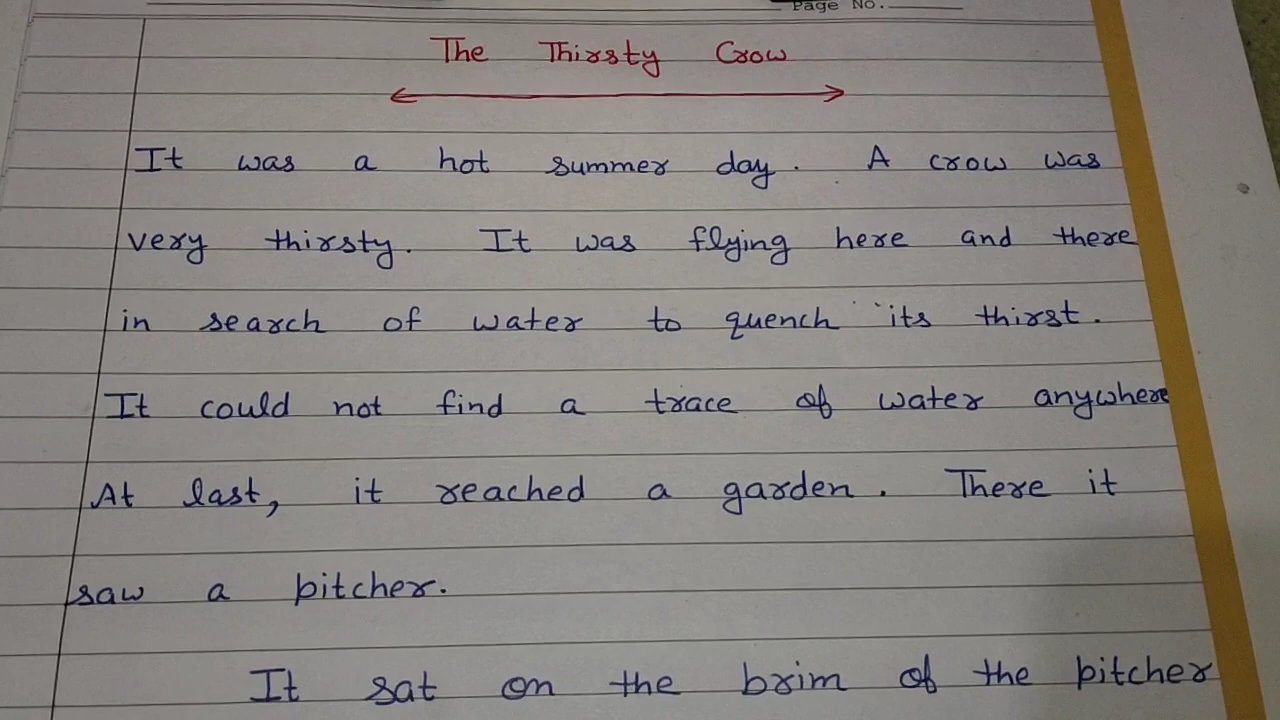 Page No.
The Thirsty Crow
It was a hot summer day. A crow was
very thirsty. It was flying here and there
in search of water to quench its thirst.
It could not find a trace of water anywhere
At last, it reached a garden. There it
saw a pitcher.
It sat on the brim of the pitcher